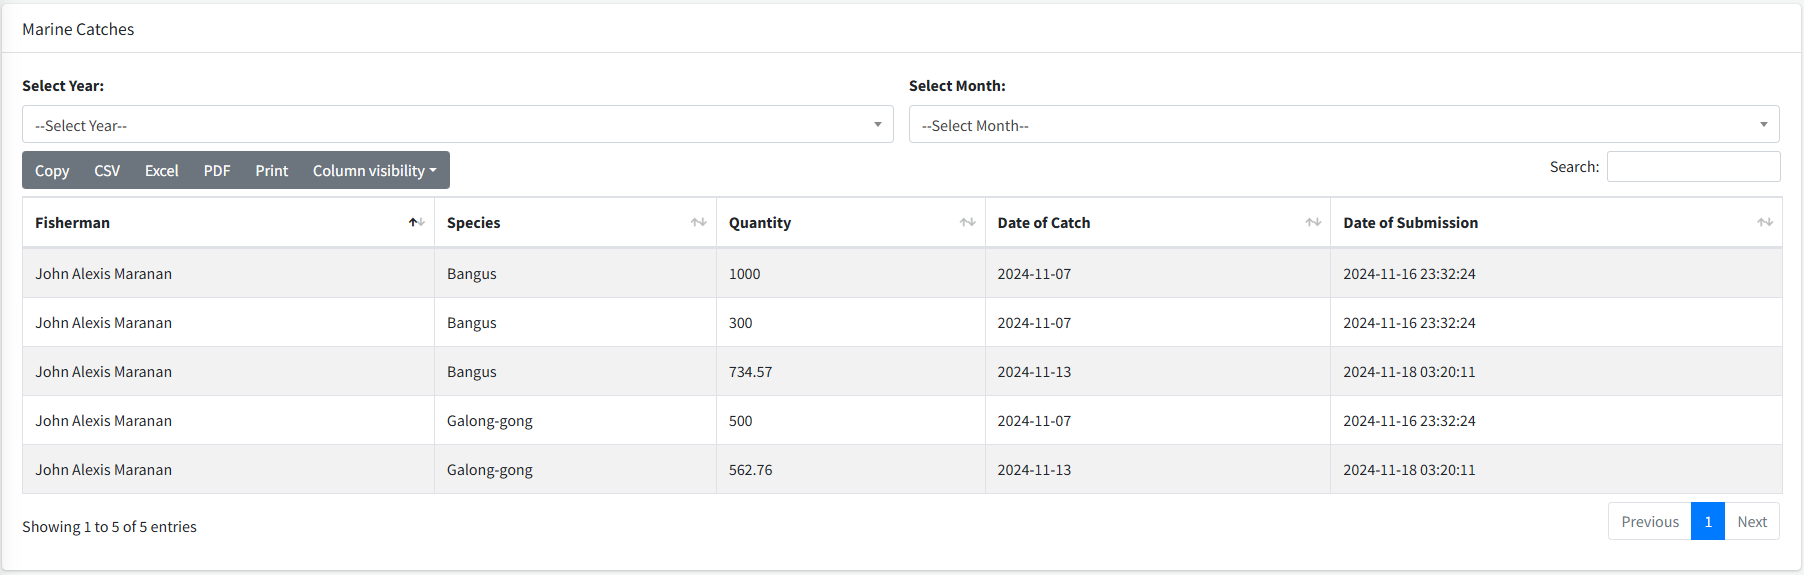 Marine Catches
Select Year: Select Month:
--Select Year-- --Select Month--
Copy CSV Excel PDF Print Column visibility Search:
Fisherman Species Quantity Date of Catch Date of Submission
John Alexis Maranan Bangus 1000 2024-11-07 2024-11-16 23:32:24
John Alexis Maranan Bangus 300 2024-11-07 2024-11-16 23:32:24
John Alexis Maranan Bangus 734.57 2024-11-13 2024-11-18 03:20:11
John Alexis Maranan Galong-gong 500 2024-11-07 2024-11-16 23:32:24
John Alexis Maranan Galong-gong 562.76 2024-11-13 2024-11-18 03:20:11
Showing 1 to 5 of 5 entries Previous 1 Next